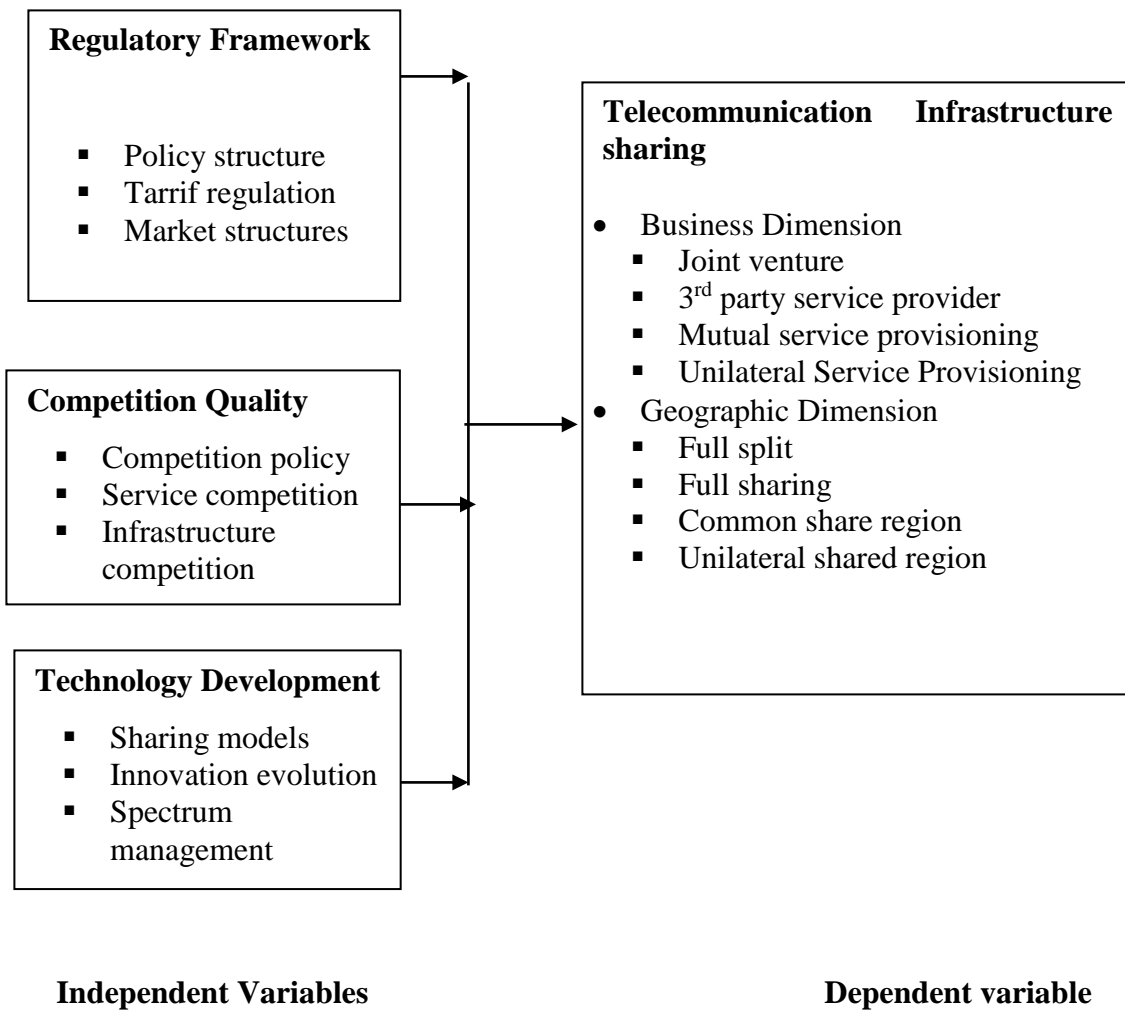 Regulatory Framework
▪ Policy structure
▪ Tarrif regulation
▪ Market structures
Competition Quality
▪ Competition policy
▪ Service competition
▪ Infrastructure
competition
Technology Development
▪ Sharing models
▪ Innovation evolution
▪ Spectrum
management
Telecommunication Infrastructure
sharing
• Business Dimension
▪ Joint venture
▪ 3rd party service provider
▪ Mutual service provisioning
▪ Unilateral Service Provisioning
• Geographic Dimension
▪ Full split
▪ Full sharing
▪ Common share region
▪ Unilateral shared region
Independent Variables
Dependent variable